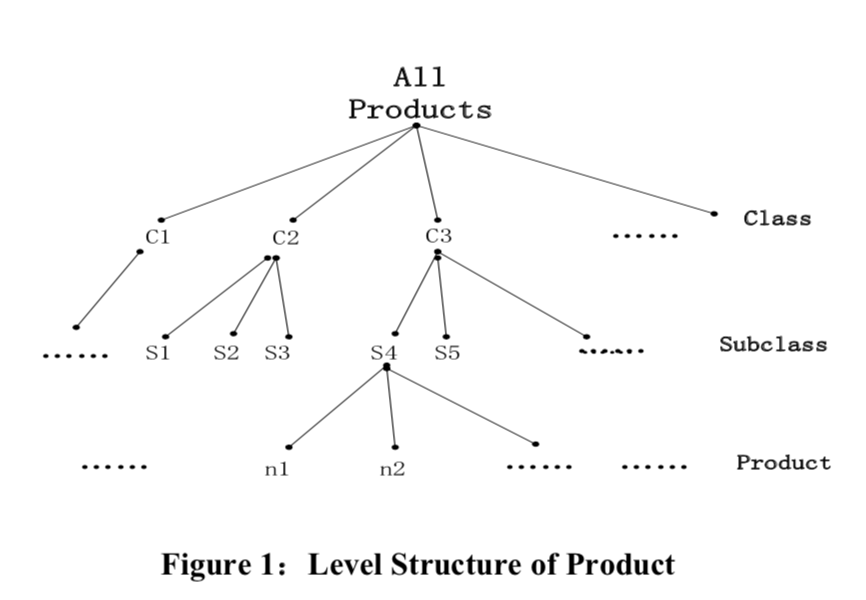 All
Products
C1 C2 C3 ...... Class
...... S1 S2 S3 S4 S5 ...... Subclass
...... n1 n2 ...... ...... Product
Figure 1： Level Structure of Product